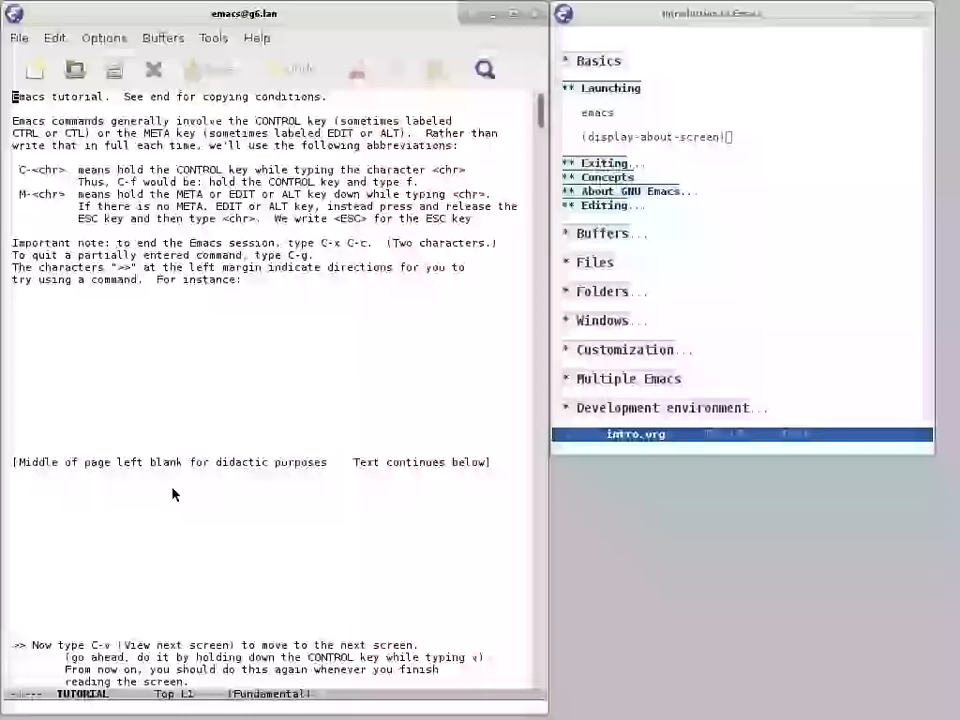 emacs@g6.lan
File Edit Options Buffers Tools Help
Undo
Emacs tutorial. See end for copying conditions.
Emacs commands generally involve the CONTROL key (sometimes labeled
CTRL or CTL) or the META key (sometimes labeled EDIT or ALT). Rather than
write that in full each time, we'll use the following abbreviations:
C-<chr> means hold the CONTROL key while typing the character <chr>
Thus, C-f would be: hold the CONTROL key and type f.
M-<chr> means hold the META or EDIT or ALT key down while typing <chr>.
If there is no META, EDIT or ALT key, instead press and release the
ESC key and then type <chr>. We write <ESC> for the ESC key
Important note: to end the Emacs session, type C-x C-c. (Two characters.)
To quit a partially entered command, type C-g.
The characters ">>" at the left margin indicate directions for you to
try using a command. For instance:
[Middle of page left blank for didactic purposes Text continues below]
>> Now type C-v (View next screen) to move to the next screen.
(go ahead, do it by holding down the CONTROL key while typing v)
From now on, you should do this again whenever you finish
reading the screen.
TUTORIAL Top L1 (Fundamental)
Introduction to Emacs
* Basics
** Launching
emacs
(display-about-screen)
** Exiting...
** Concepts
** About GNU Emacs...
** Editing...
* Buffers...
* Files
* Folders...
* Windows...
* Customization...
* Multiple Emacs
* Development environment...
intro.vrg